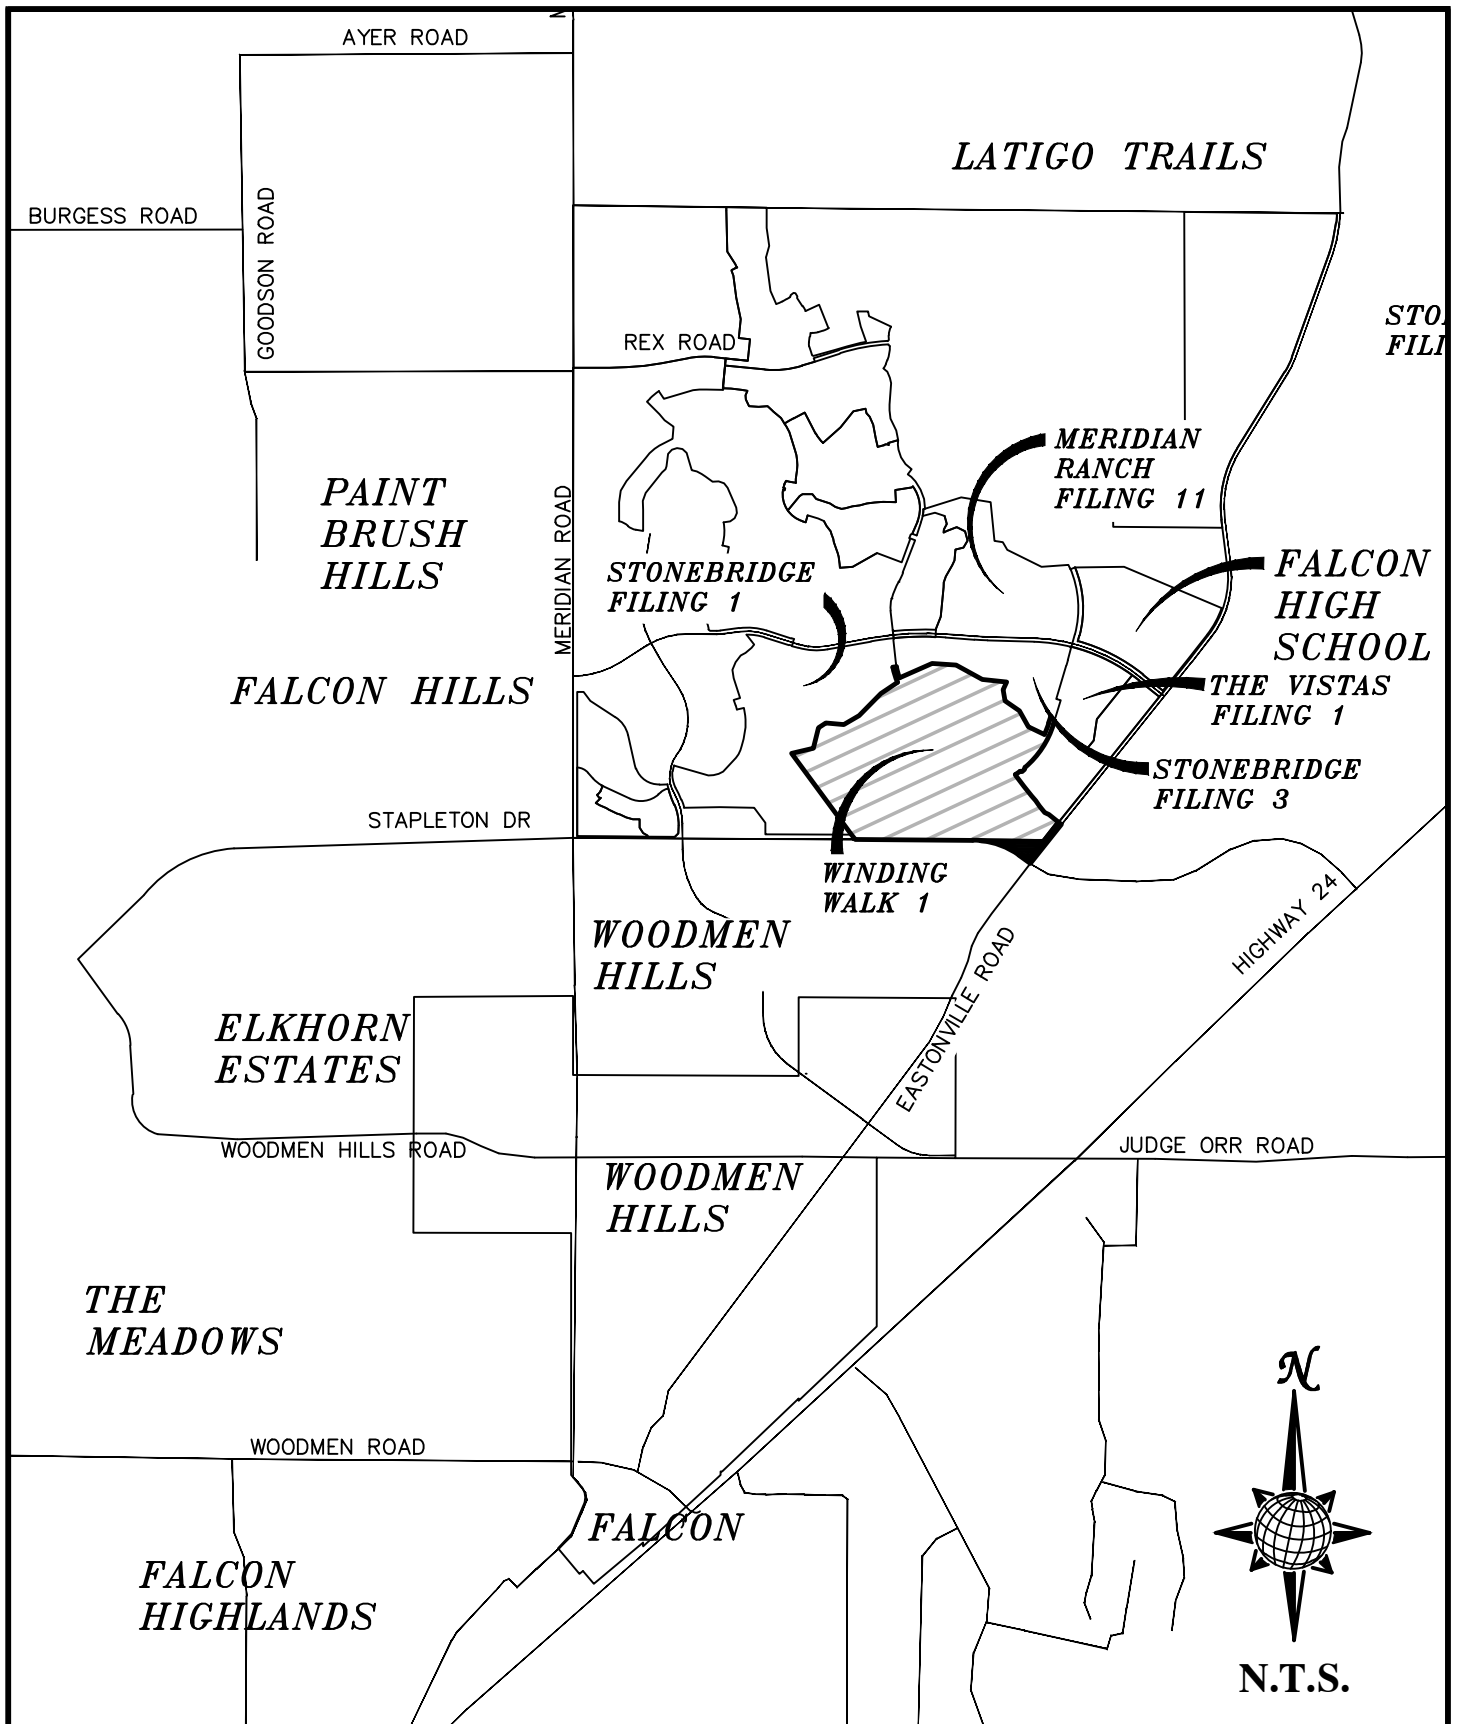 AYER ROAD
LATIGO TRAILS
BURGESS ROAD
GOODSON ROAD
REX ROAD
MERIDIAN
RANCH
FILING 11
PAINT
BRUSH
HILLS
MERIDIAN ROAD
STONEBRIDGE
FILING 1
FALCON
HIGH
SCHOOL
FALCON HILLS
THE VISTAS
FILING 1
STONEBRIDGE
FILING 3
STAPLETON DR
WINDING
WALK 1
HIGHWAY 24
WOODMEN
HILLS
EASTONVILLE ROAD
ELKHORN
ESTATES
WOODMEN HILLS ROAD
JUDGE ORR ROAD
WOODMEN
HILLS
THE
MEADOWS
WOODMEN ROAD
FALCON
FALCON
HIGHLANDS
N
N.T.S.